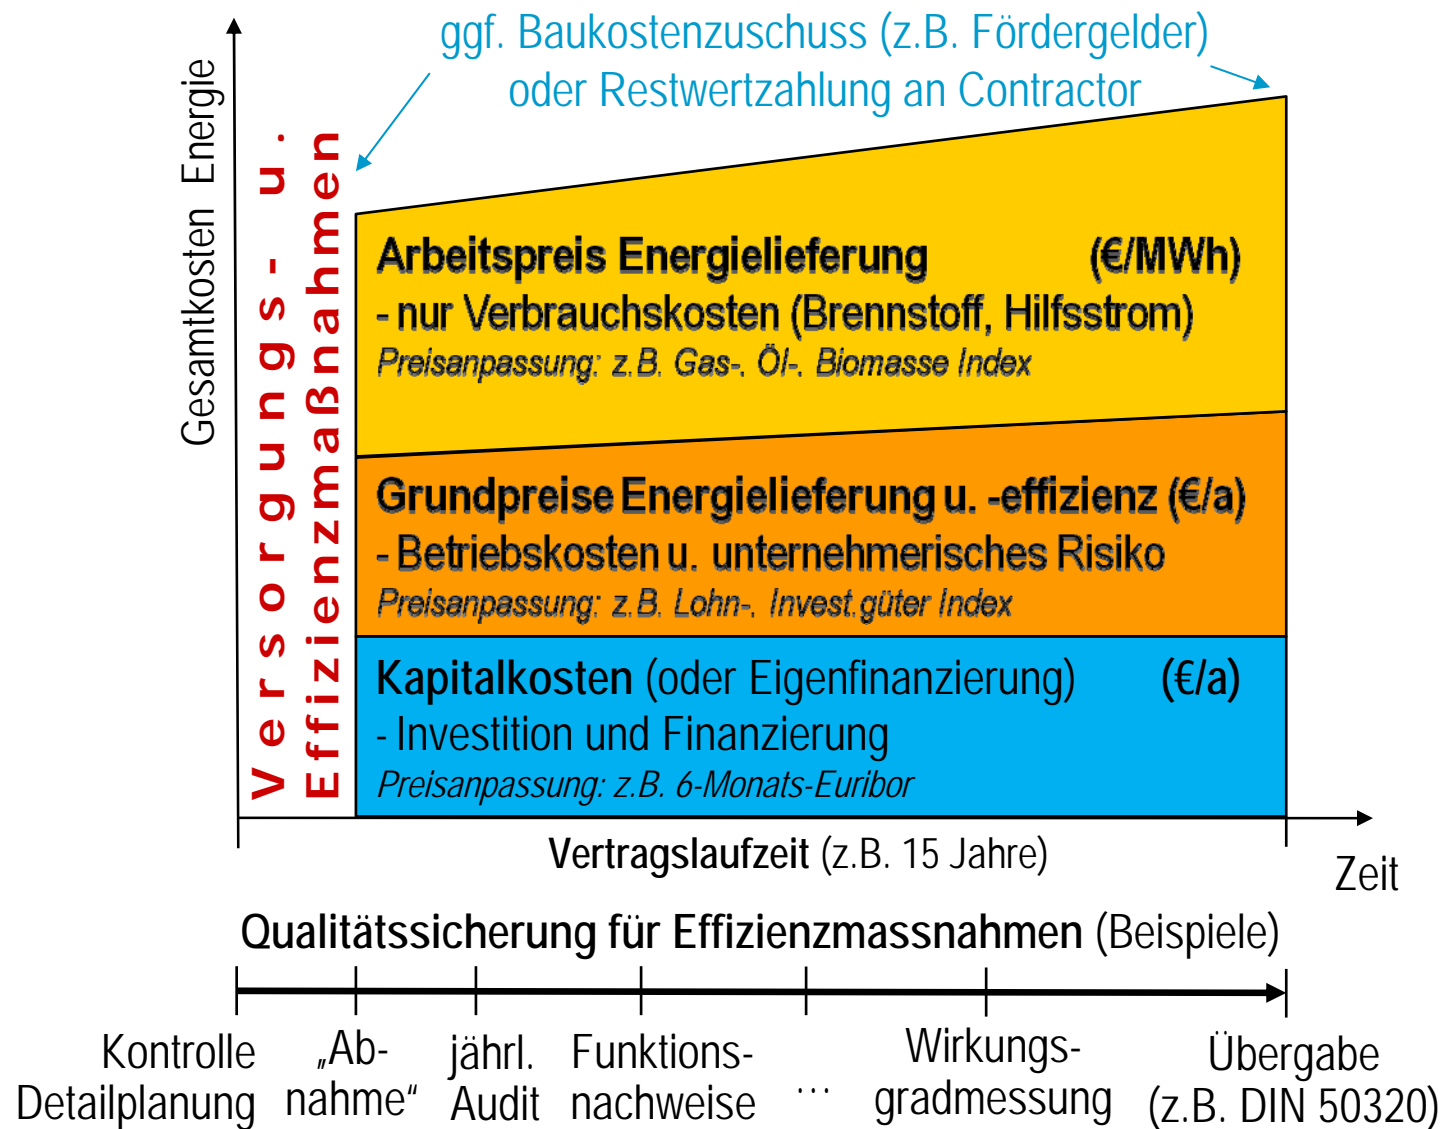 ggf. Baukostenzuschuss (z.B. Fördergelder)
oder Restwertzahlung an Contractor
Gesamtkosten Energie
Versorgungs- u.
Effizienzmaßnahmen
Arbeitspreis Energielieferung (€/MWh)
- nur Verbrauchskosten (Brennstoff, Hilfsstrom)
Preisanpassung: z.B. Gas-, Öl-, Biomasse Index
Grundpreise Energielieferung u. -effizienz (€/a)
- Betriebskosten u. unternehmerisches Risiko
Preisanpassung: z.B. Lohn-, Invest.güter Index
Kapitalkosten (oder Eigenfinanzierung) (€/a)
- Investition und Finanzierung
Preisanpassung: z.B. 6-Monats-Euribor
Vertragslaufzeit (z.B. 15 Jahre)
Zeit
Qualitätssicherung für Effizienzmassnahmen (Beispiele)
Kontrolle
Detailplanung
„Ab-
nahme“
jährl.
Audit
Funktions-
nachweise
...
Wirkungs-
gradmessung
Übergabe
(z.B. DIN 50320)